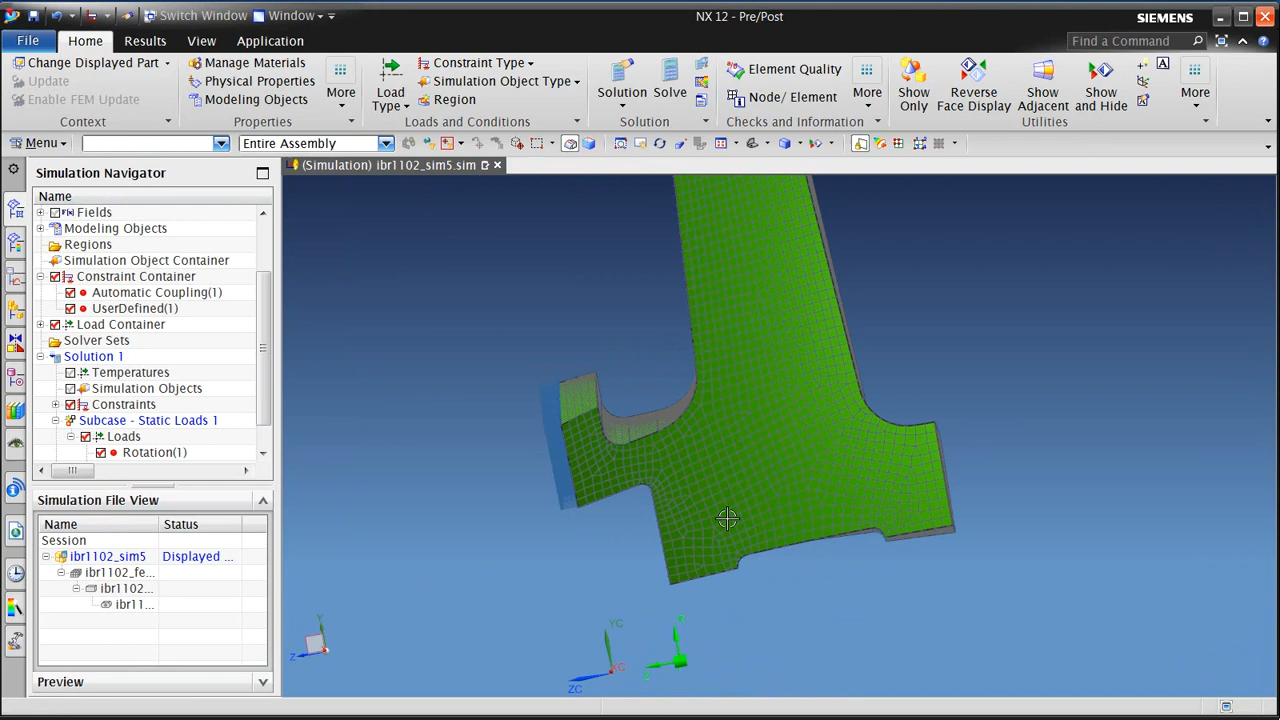 Switch Window Window NX 12 - Pre/Post SIEMENS
File Home Results View Application Find a Command
Change Displayed Part
Update
Enable FEM Update
Context
Manage Materials
Physical Properties
Modeling Objects
More
Properties
Load Type
Constraint Type
Simulation Object Type
Region
Loads and Conditions
Solution Solve
Solution
Element Quality
Node/ Element
More
Checks and Information
Show Only
Reverse Face Display
Show Adjacent
Show and Hide
More
Utilities
Menu Entire Assembly
Simulation Navigator
(Simulation) ibr1102_sim5.sim
Name
Fields
Modeling Objects
Regions
Simulation Object Container
Constraint Container
Automatic Coupling(1)
UserDefined(1)
Load Container
Solver Sets
Solution 1
Temperatures
Simulation Objects
Constraints
Subcase - Static Loads 1
Loads
Rotation(1)
Simulation File View
Name Status
Session
ibr1102_sim5 Displayed ...
ibr1102_fe...
ibr1102...
ibr11...
Preview
Y
Z
YC
XC
ZC